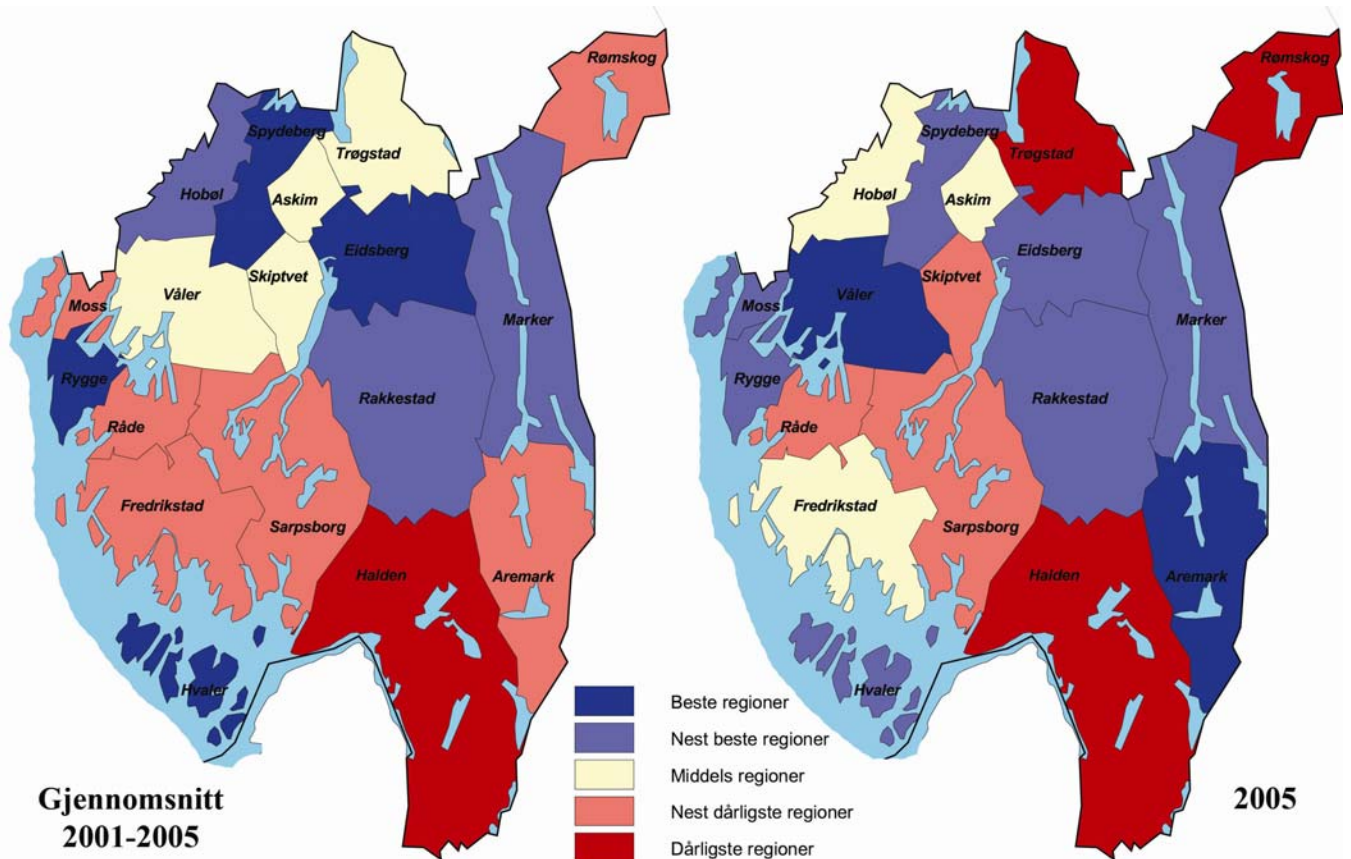 Rømskog
Spydeberg
Trøgstad
Hobøl
Askim
Eidsberg
Skiptvet
Våler
Moss
Marker
Rygge
Rakkestad
Råde
Fredrikstad
Sarpsborg
Halden
Aremark
Hvaler
Gjennomsnitt
2001-2005
Beste regioner
Nest beste regioner
Middels regioner
Nest dårligste regioner
Dårligste regioner
Rømskog
Spydeberg
Trøgstad
Hobøl
Askim
Eidsberg
Skiptvet
Våler
Moss
Marker
Rygge
Rakkestad
Råde
Fredrikstad
Sarpsborg
Halden
Aremark
Hvaler
2005